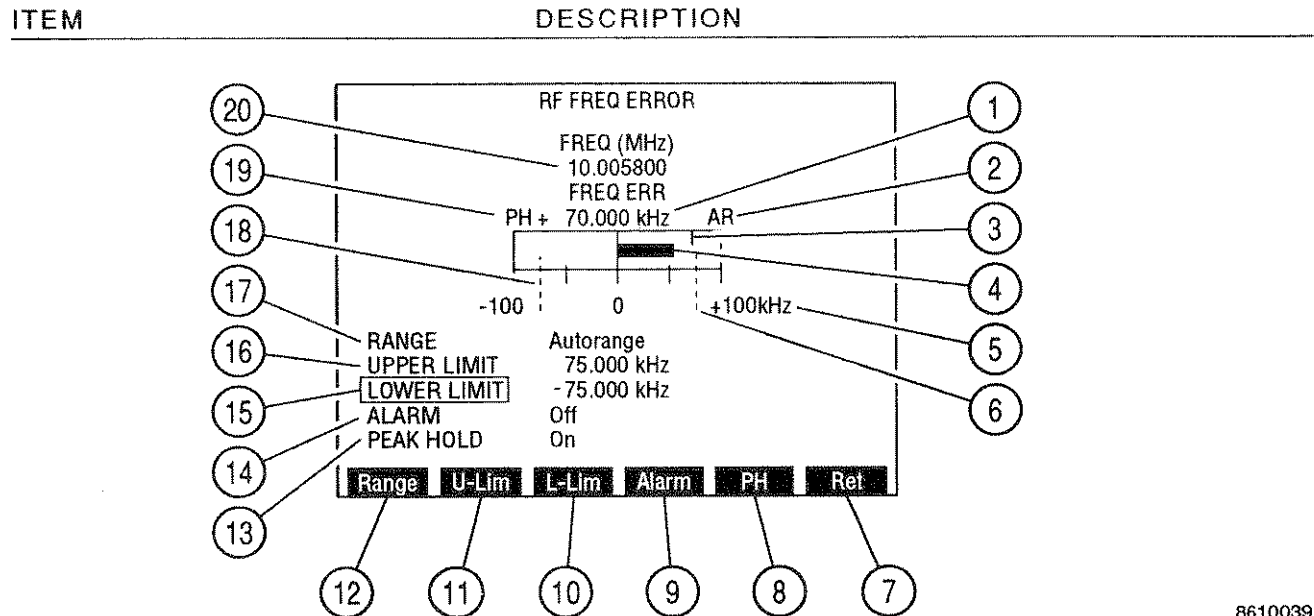 ITEM DESCRIPTION
RF FREQ ERROR
FREQ (MHz)
10.005800
FREQ ERR
PH + 70.000 kHz AR
-100 0 +100kHz
RANGE Autorange
UPPER LIMIT 75.000 kHz
LOWER LIMIT -75.000 kHz
ALARM Off
PEAK HOLD On
Range U-Lim L-Lim Alarm PH Ret
20
19
18
17
16
15
14
13
12
11
10
9
8
7
1
2
3
4
5
6
8610039